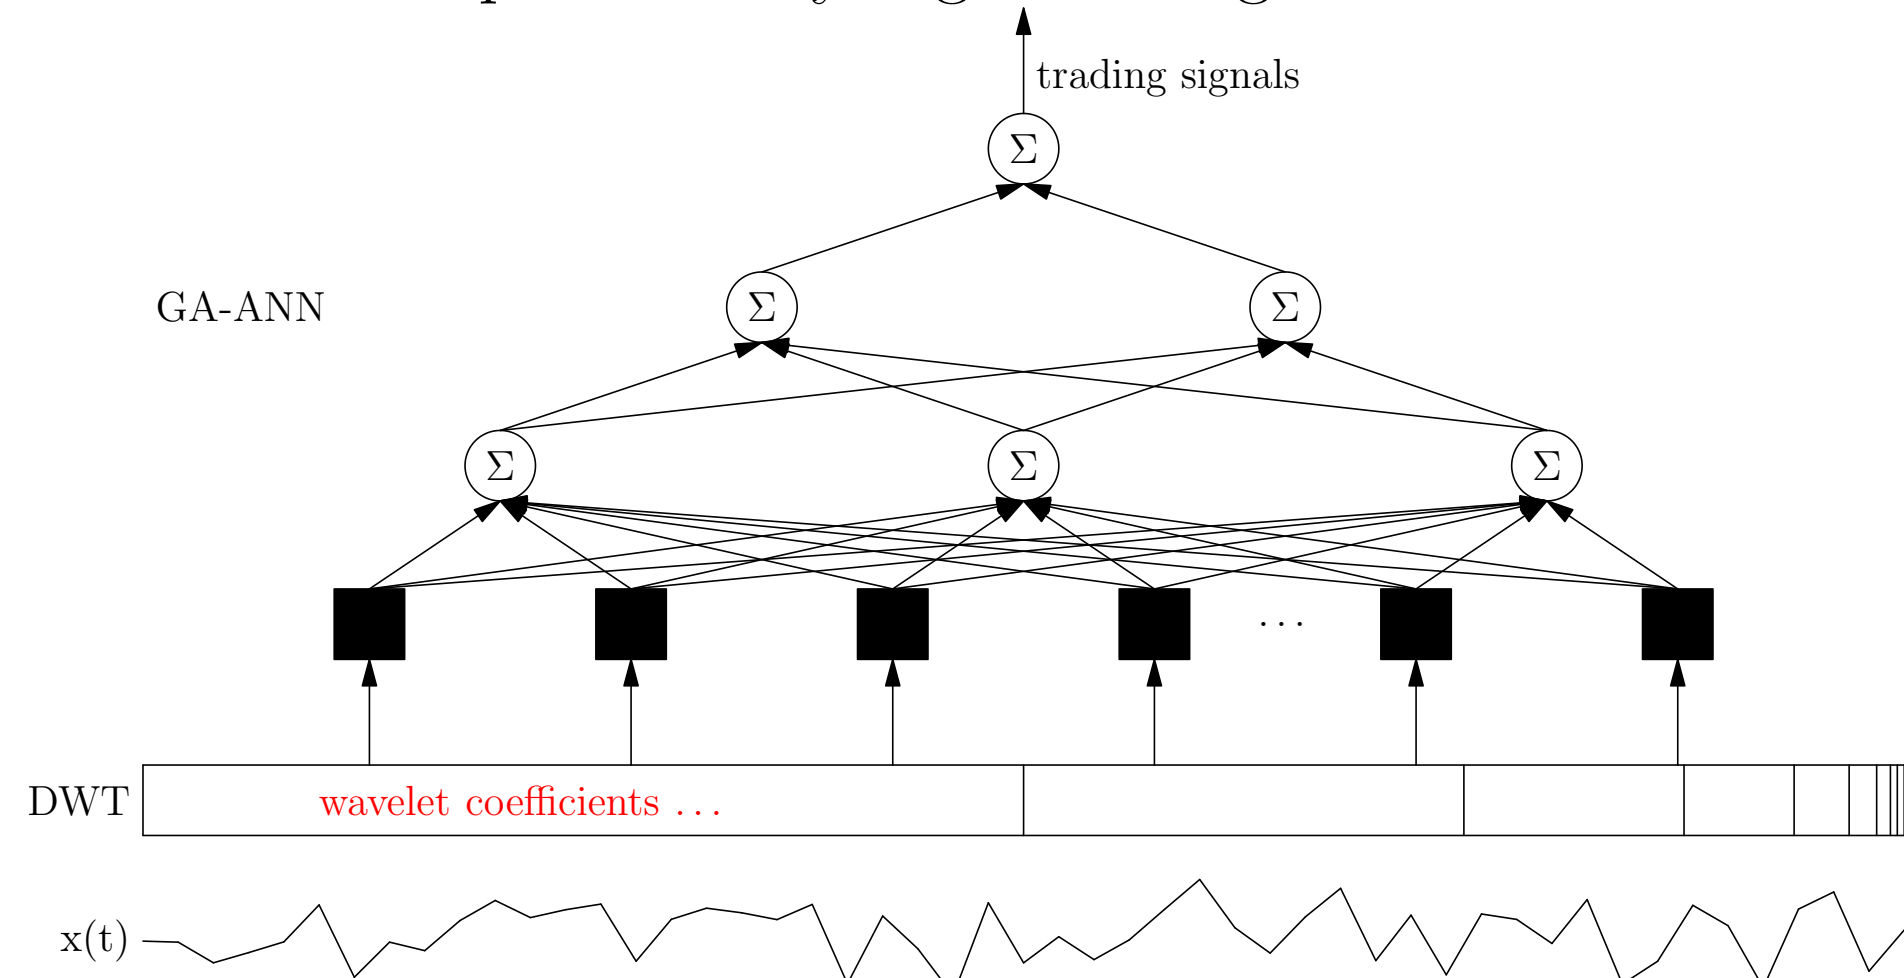 trading signals
Σ
GA-ANN
Σ Σ
Σ Σ Σ
...
DWT
wavelet coefficients ...
x(t)